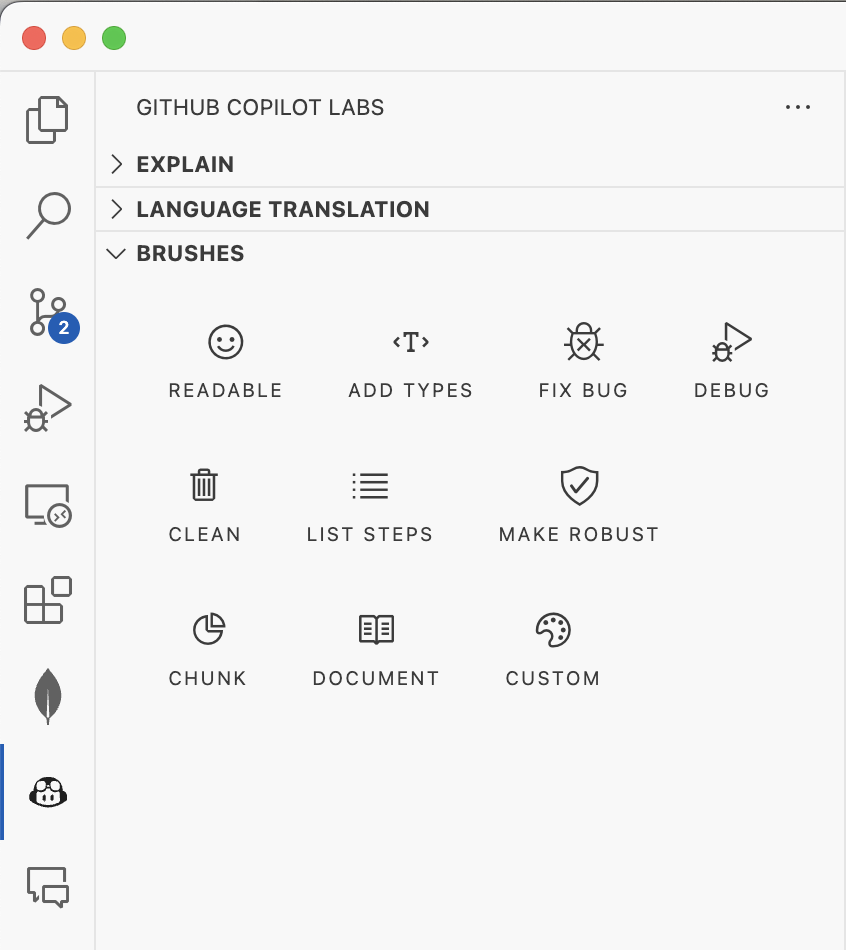 GITHUB COPILOT LABS
EXPLAIN
LANGUAGE TRANSLATION
BRUSHES
2
READABLE ADD TYPES FIX BUG DEBUG
CLEAN LIST STEPS MAKE ROBUST
CHUNK DOCUMENT CUSTOM